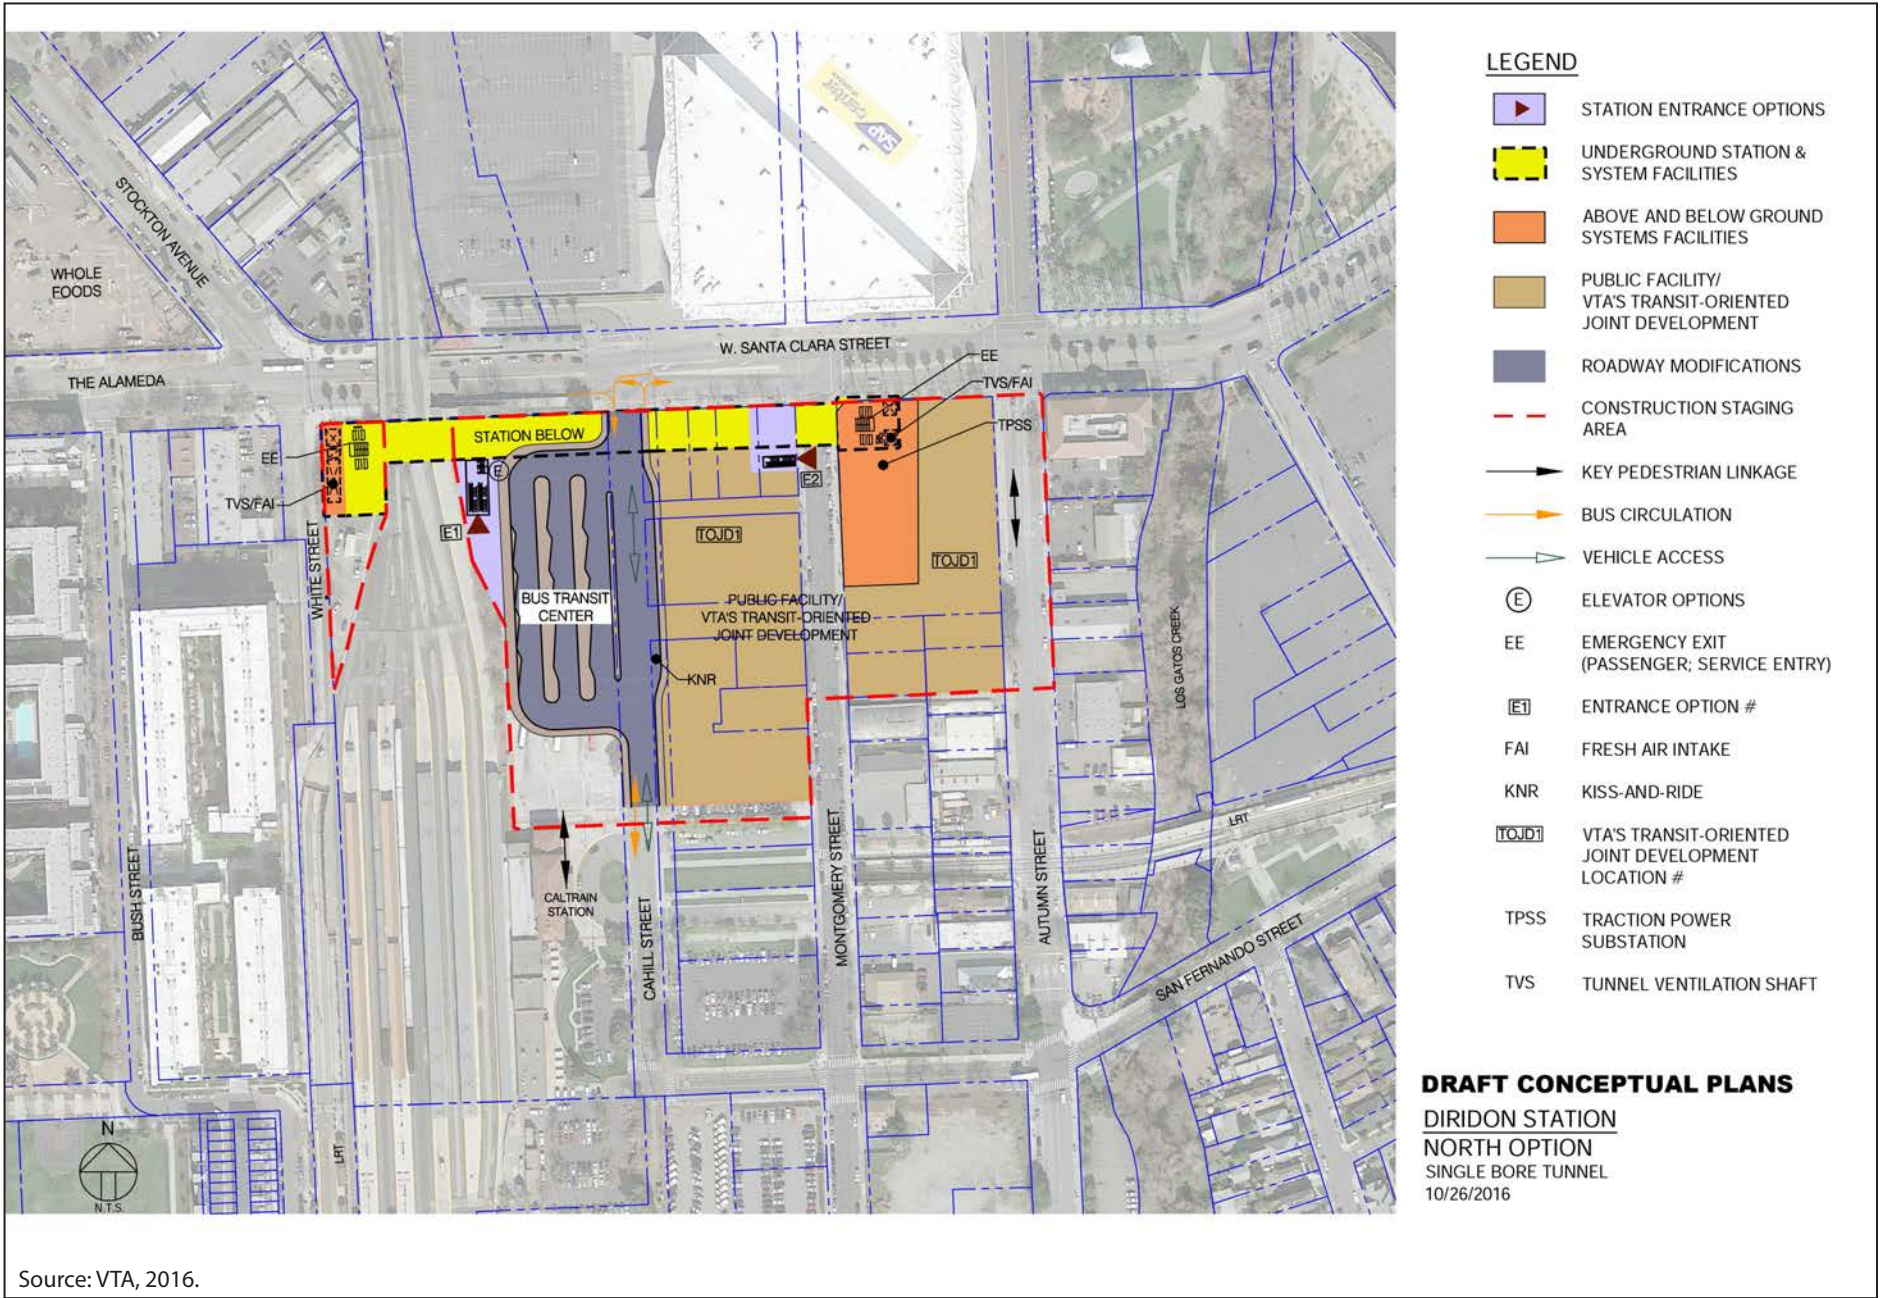 STOCKTON AVENUE
WHOLE
FOODS
SAP center
W. SANTA CLARA STREET
THE ALAMEDA
EE
TVS/FAI
TPSS
STATION BELOW
EE
TVS/FAI
E
E1
E2
TOJD1
TOJD1
WHITE STREET
BUS TRANSIT
CENTER
PUBLIC FACILITY/
VTA'S TRANSIT-ORIENTED
JOINT DEVELOPMENT
KNR
LOS GATOS CREEK
LRT
BUSH STREET
CALTRAIN
STATION
CAHILL STREET
MONTGOMERY STREET
AUTUMN STREET
SAN FERNANDO STREET
N
N.T.S.
LRT
LEGEND
STATION ENTRANCE OPTIONS
UNDERGROUND STATION &
SYSTEM FACILITIES
ABOVE AND BELOW GROUND
SYSTEMS FACILITIES
PUBLIC FACILITY/
VTA'S TRANSIT-ORIENTED
JOINT DEVELOPMENT
ROADWAY MODIFICATIONS
CONSTRUCTION STAGING
AREA
KEY PEDESTRIAN LINKAGE
BUS CIRCULATION
VEHICLE ACCESS
E ELEVATOR OPTIONS
EE EMERGENCY EXIT
(PASSENGER; SERVICE ENTRY)
E1 ENTRANCE OPTION #
FAI FRESH AIR INTAKE
KNR KISS-AND-RIDE
TOJD1 VTA'S TRANSIT-ORIENTED
JOINT DEVELOPMENT
LOCATION #
TPSS TRACTION POWER
SUBSTATION
TVS TUNNEL VENTILATION SHAFT
DRAFT CONCEPTUAL PLANS
DIRIDON STATION
NORTH OPTION
SINGLE BORE TUNNEL
10/26/2016
Source: VTA, 2016.